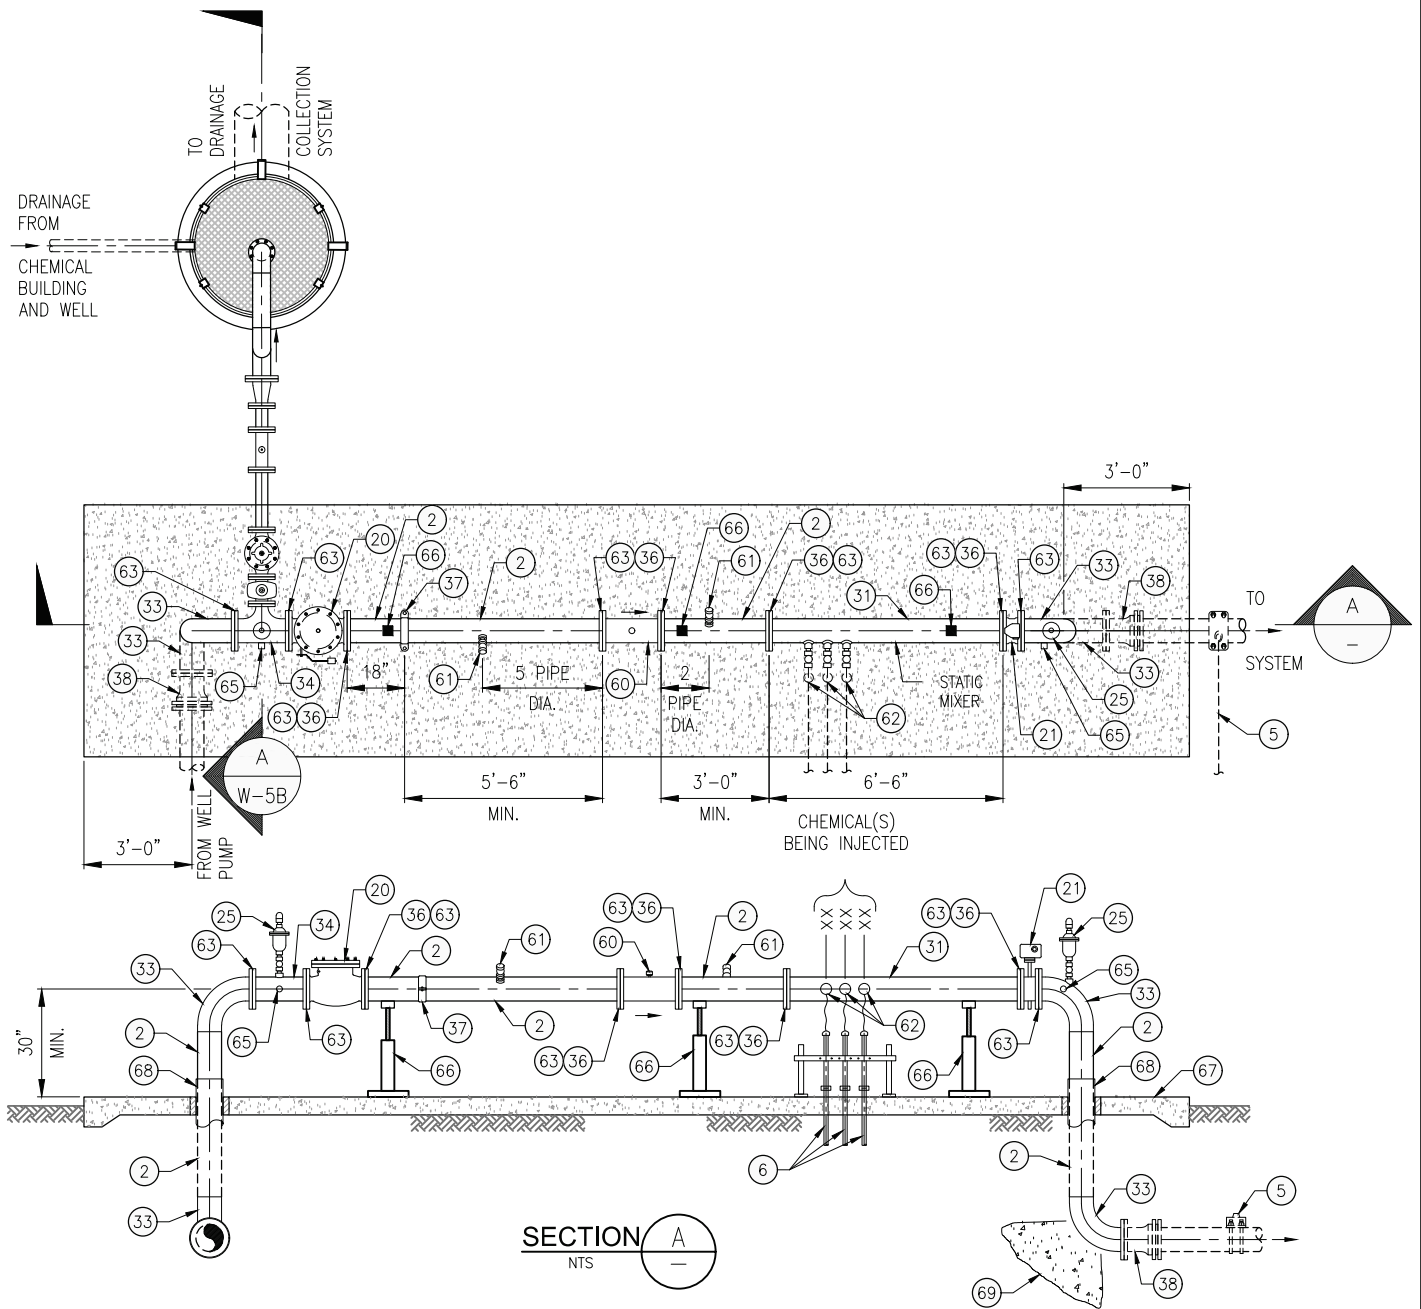 TO
DRAINAGE
COLLECTION
SYSTEM
DRAINAGE
FROM
CHEMICAL
BUILDING
AND WELL
3'-0"
2
20
66
63
37
2
63 36
66
61
2
36 63
31
66
63 36
63
33
38
63
33
33
38
65
34
63 36
18"
61
5 PIPE
DIA.
60
2
PIPE
DIA.
62
STATIC
MIXER
21
65
25
33
5
TO
SYSTEM
A
–
A
W-5B
FROM WELL
PUMP
3'-0"
5'-6"
MIN.
3'-0"
MIN.
6'-6"
CHEMICAL(S)
BEING INJECTED
XX
XX
XX
20
25
34
36 63
2
61
63 36
60
2
61
31
63 36
21
25
63
33
65
63
37
2
63 36
63 36
62
63
65
33
2
30"
MIN.
2
68
66
66
66
68
67
2
33
6
2
33
5
38
69
SECTION
NTS
A
–